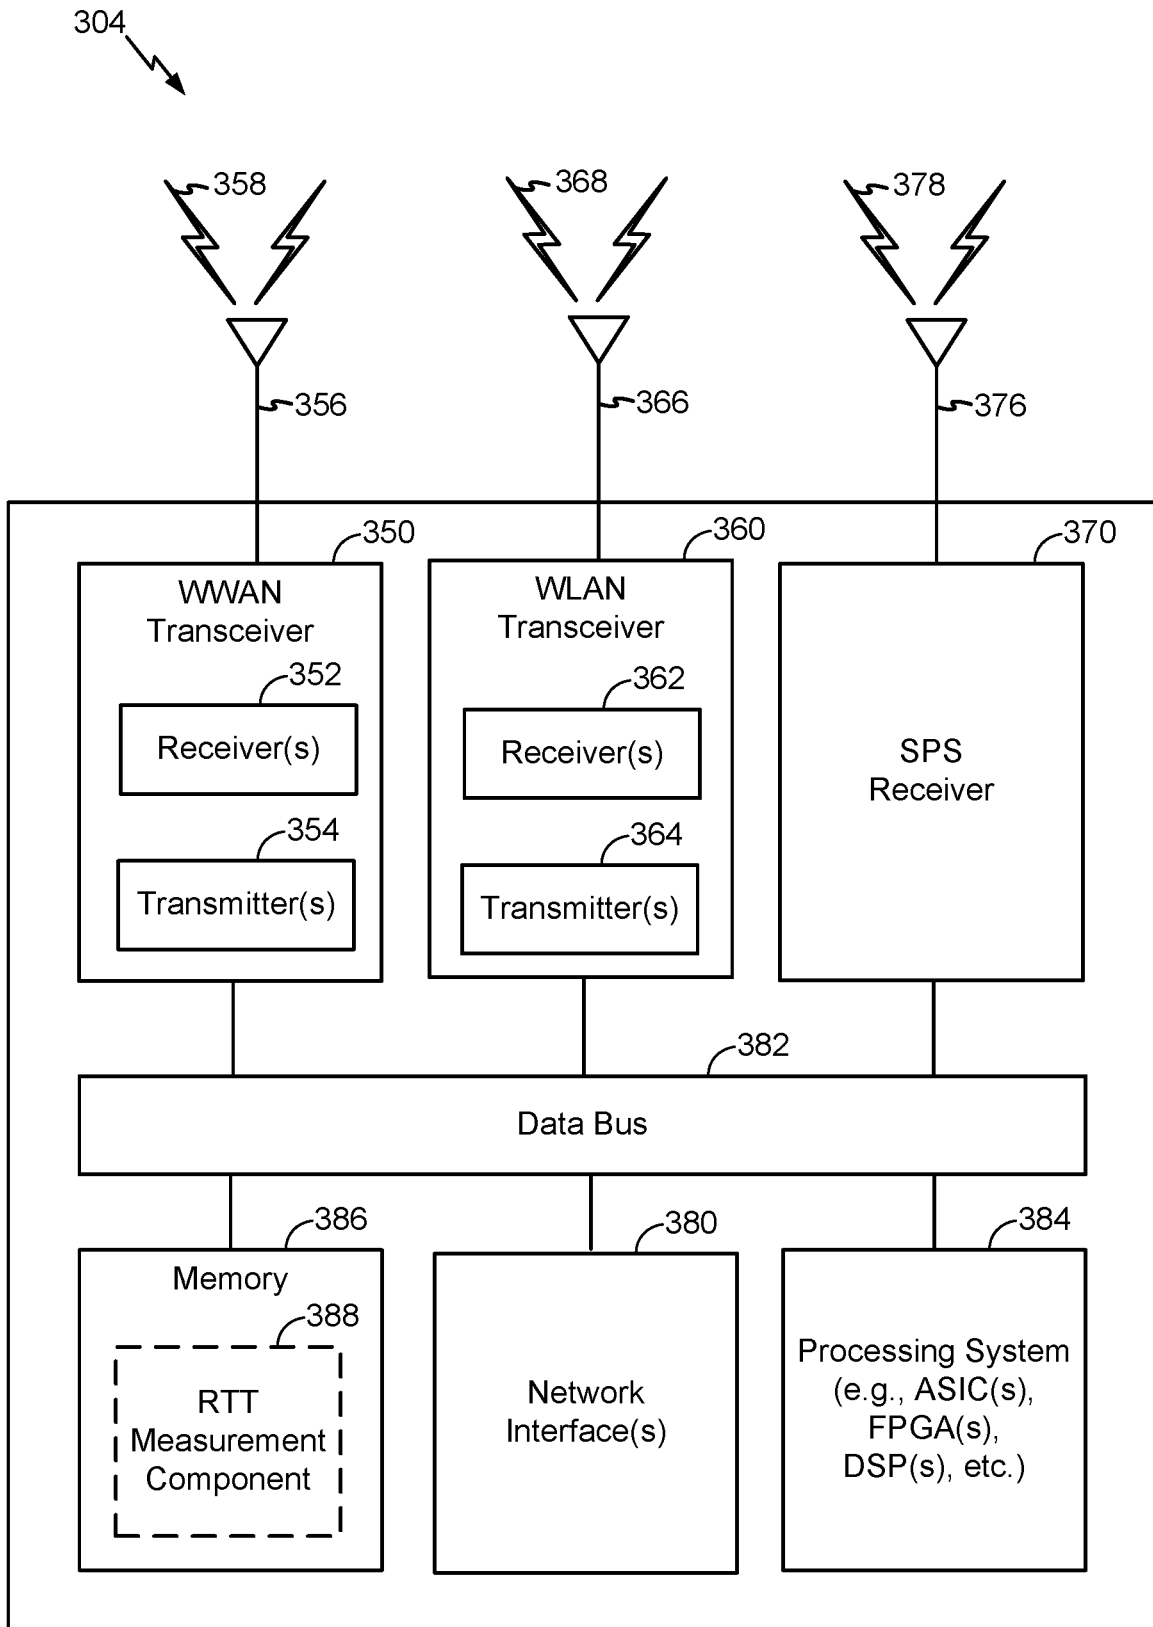 304
358
368
378
356
366
376
350
360
370
WWAN
Transceiver
WLAN
Transceiver
352
362
Receiver(s)
Receiver(s)
SPS
Receiver
354
364
Transmitter(s)
Transmitter(s)
382
Data Bus
386
380
384
Memory
388
RTT
Measurement
Component
Network
Interface(s)
Processing System
(e.g., ASIC(s),
FPGA(s),
DSP(s), etc.)